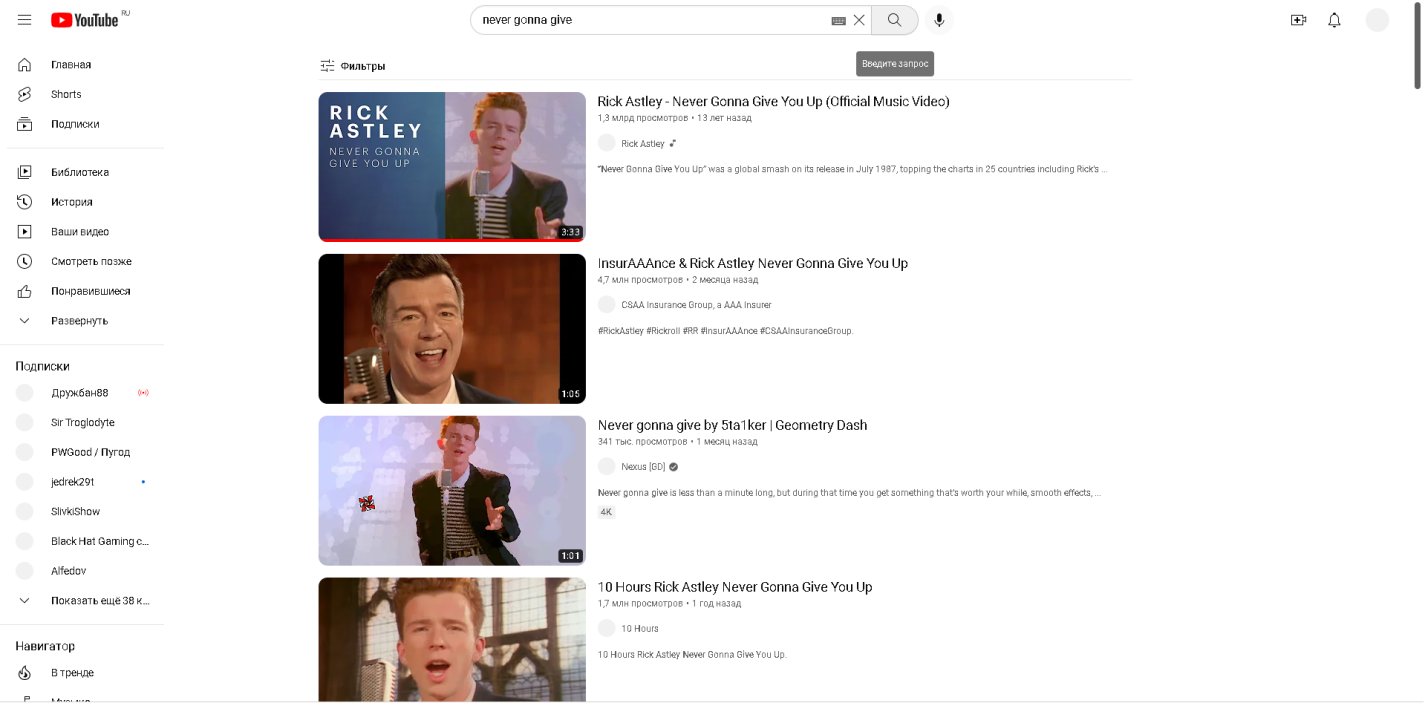 YouTube RU
never gonna give
Введите запрос
Главная
Shorts
Подписки
Библиотека
История
Ваши видео
Смотреть позже
Понравившиеся
Развернуть
Подписки
Дружбан88
Sir Troglodyte
PWGood / Пугод
jedrek29t
SlivkiShow
Black Hat Gaming c...
Alfedov
Показать ещё 38 к...
Навигатор
В тренде
Фильтры
RICK
ASTLEY
NEVER GONNA
GIVE YOU UP
3:33
Rick Astley - Never Gonna Give You Up (Official Music Video)
1,3 млрд просмотров • 13 лет назад
Rick Astley
"Never Gonna Give You Up" was a global smash on its release in July 1987, topping the charts in 25 countries including Rick's ...
1:05
InsurAAAnce & Rick Astley Never Gonna Give You Up
4,7 млн просмотров • 2 месяца назад
CSAA Insurance Group, a AAA Insurer
#RickAstley #Rickroll #RR #InsurAAAnce #CSAAInsuranceGroup.
1:01
Never gonna give by 5ta1ker | Geometry Dash
341 тыс. просмотров • 1 месяц назад
Nexus [GD]
Never gonna give is less than a minute long, but during that time you get something that's worth your while, smooth effects, ...
4K
10 Hours Rick Astley Never Gonna Give You Up
1,7 млн просмотров • 1 год назад
10 Hours
10 Hours Rick Astley Never Gonna Give You Up.